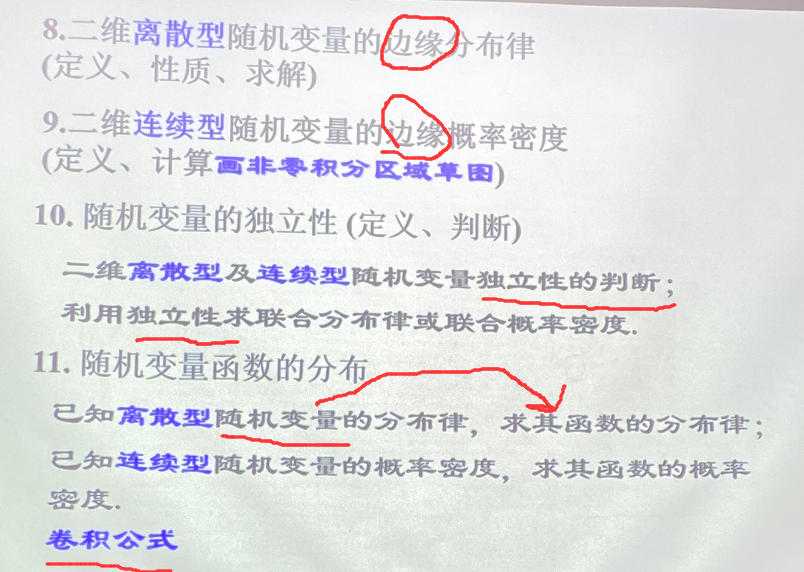 8.二维离散型随机变量的边缘分布律
(定义、性质、求解)
9.二维连续型随机变量的边缘概率密度
(定义、计算画非零积分区域草图)
10. 随机变量的独立性 (定义、判断)
二维离散型及连续型随机变量独立性的判断;
利用独立性求联合分布律或联合概率密度.
11. 随机变量函数的分布
已知离散型随机变量的分布律，求其函数的分布律;
已知连续型随机变量的概率密度，求其函数的概率
密度.
卷积公式